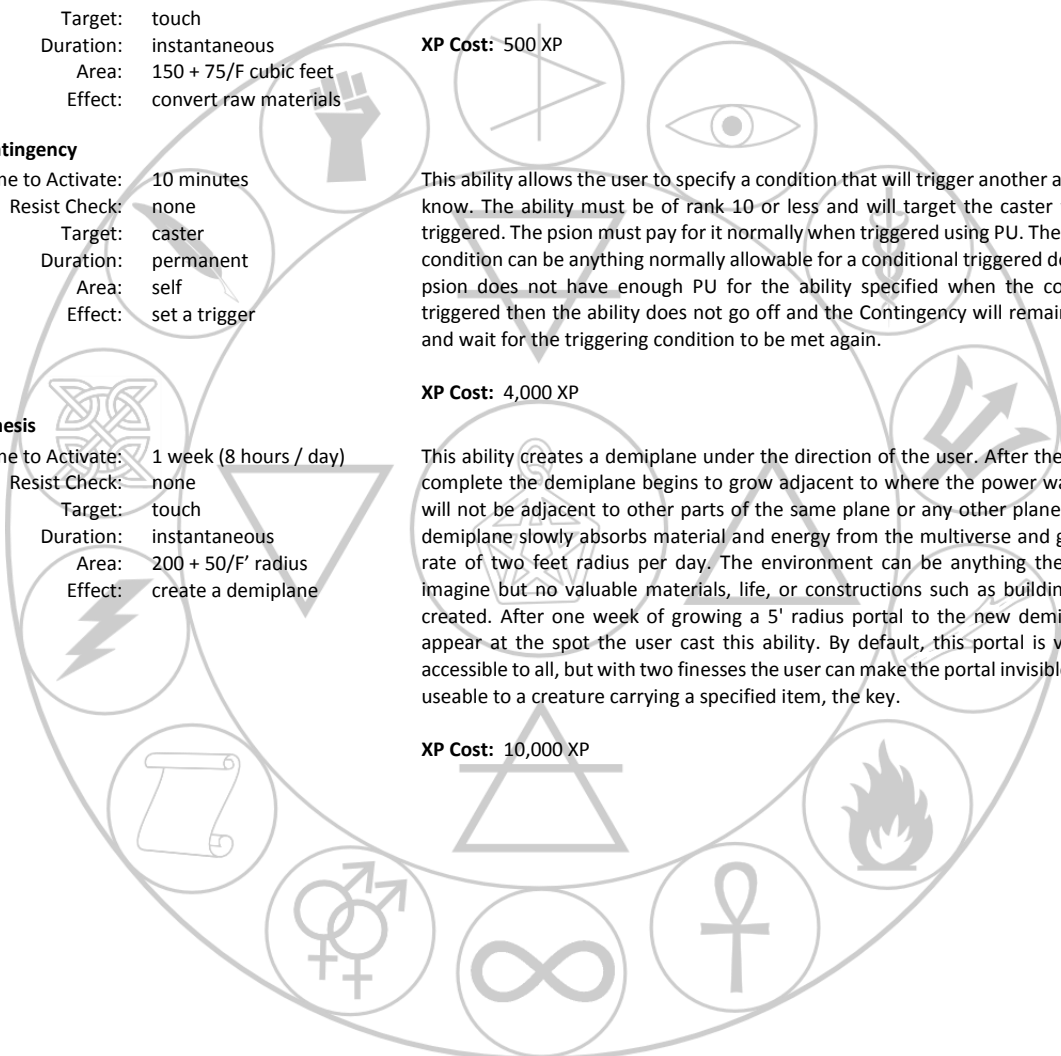 Target: touch
Duration: instantaneous
Area: 150 + 75/F cubic feet
Effect: convert raw materials
XP Cost: 500 XP
tingency
ne to Activate: 10 minutes
Resist Check: none
Target: caster
Duration: permanent
Area: self
Effect: set a trigger
This ability allows the user to specify a condition that will trigger another a
know. The ability must be of rank 10 or less and will target the caster
triggered. The psion must pay for it normally when triggered using PU. The
condition can be anything normally allowable for a conditional triggered de
psion does not have enough PU for the ability specified when the co
triggered then the ability does not go off and the Contingency will remai
and wait for the triggering condition to be met again.
XP Cost: 4,000 XP
nesis
ne to Activate: 1 week (8 hours / day)
Resist Check: none
Target: touch
Duration: instantaneous
Area: 200 + 50/F’ radius
Effect: create a demiplane
This ability creates a demiplane under the direction of the user. After the
complete the demiplane begins to grow adjacent to where the power wa
will not be adjacent to other parts of the same plane or any other plane
demiplane slowly absorbs material and energy from the multiverse and g
rate of two feet radius per day. The environment can be anything the
imagine but no valuable materials, life, or constructions such as buildin
created. After one week of growing a 5' radius portal to the new demi
appear at the spot the user cast this ability. By default, this portal is v
accessible to all, but with two finesses the user can make the portal invisible
useable to a creature carrying a specified item, the key.
XP Cost: 10,000 XP